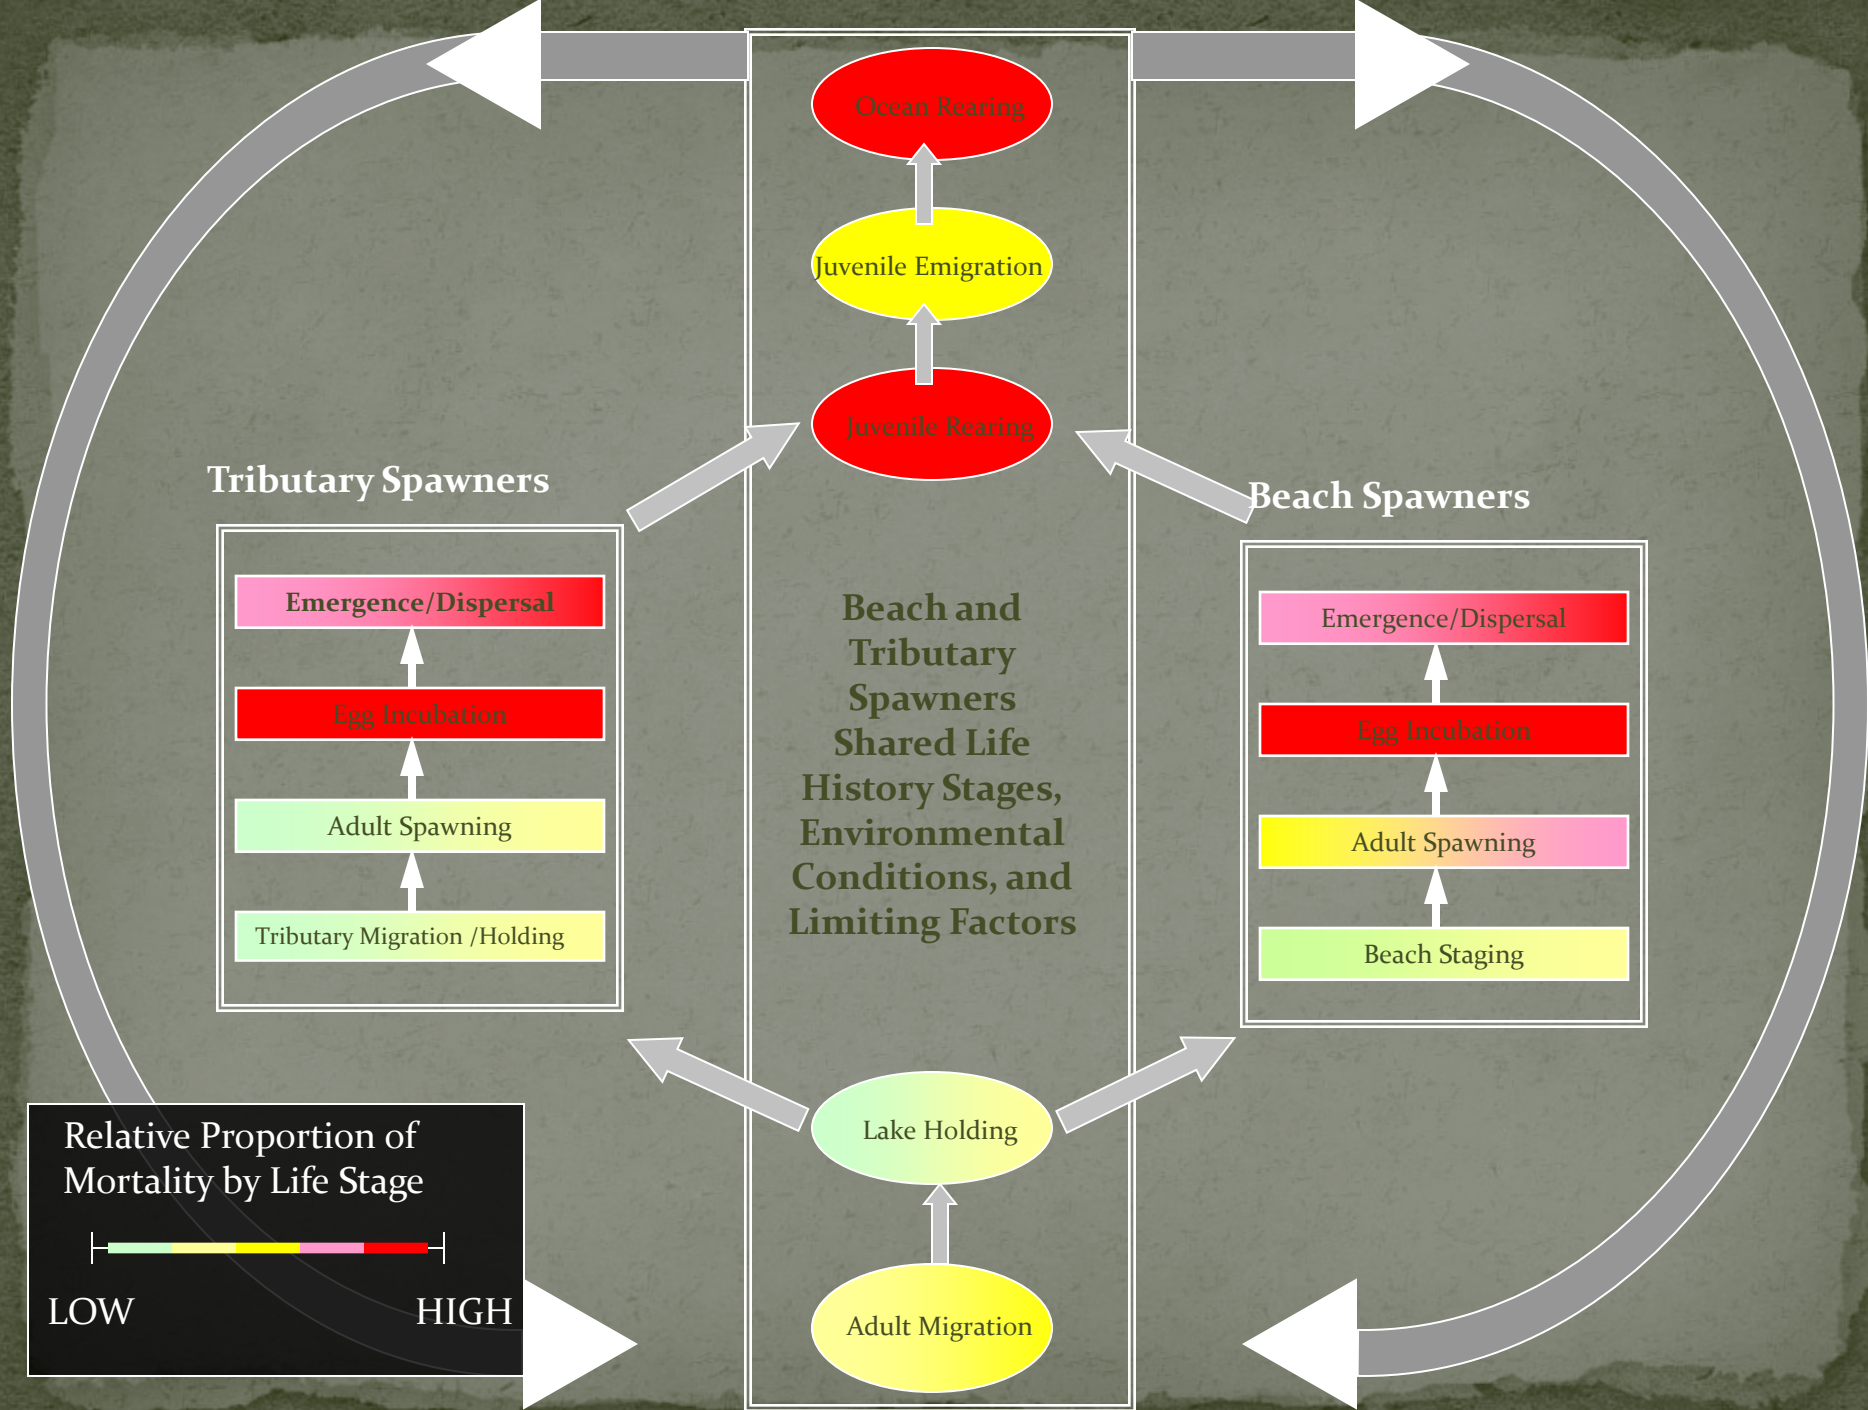 Ocean Rearing
Juvenile Emigration
Juvenile Rearing
Tributary Spawners
Emergence/Dispersal
Egg Incubation
Adult Spawning
Tributary Migration /Holding
Beach and
Tributary
Spawners
Shared Life
History Stages,
Environmental
Conditions, and
Limiting Factors
Beach Spawners
Emergence/Dispersal
Egg Incubation
Adult Spawning
Beach Staging
Lake Holding
Adult Migration
Relative Proportion of
Mortality by Life Stage
LOW HIGH